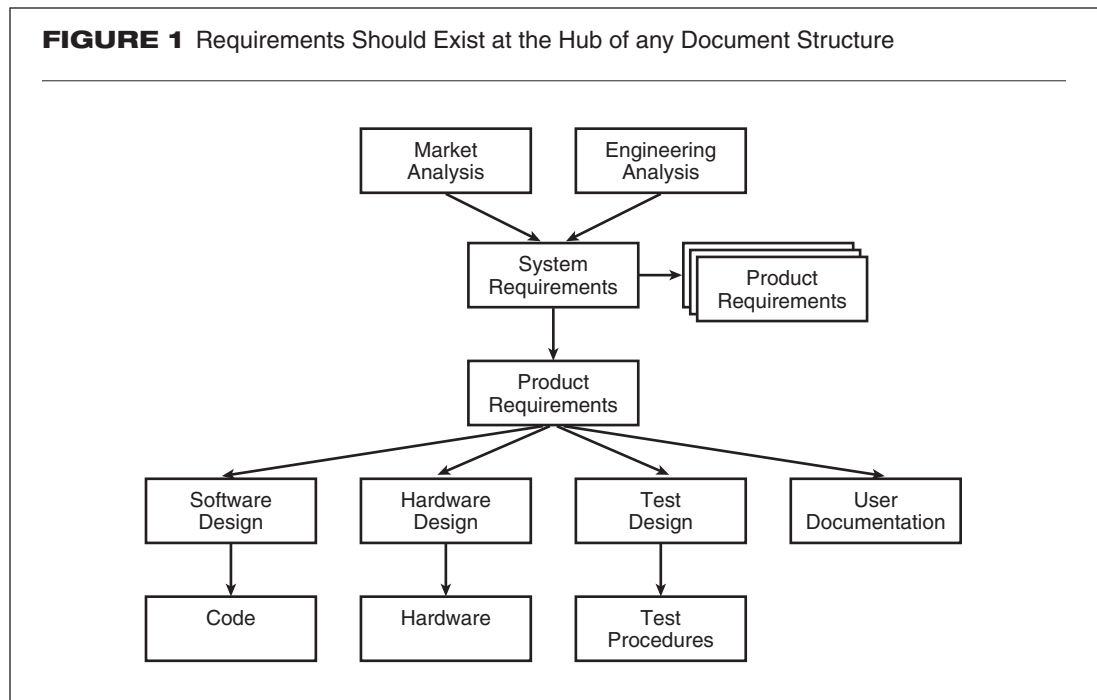 FIGURE 1 Requirements Should Exist at the Hub of any Document Structure
Market
Analysis
Engineering
Analysis
System
Requirements
Product
Requirements
Product
Requirements
Software
Design
Hardware
Design
Test
Design
User
Documentation
Code
Hardware
Test
Procedures